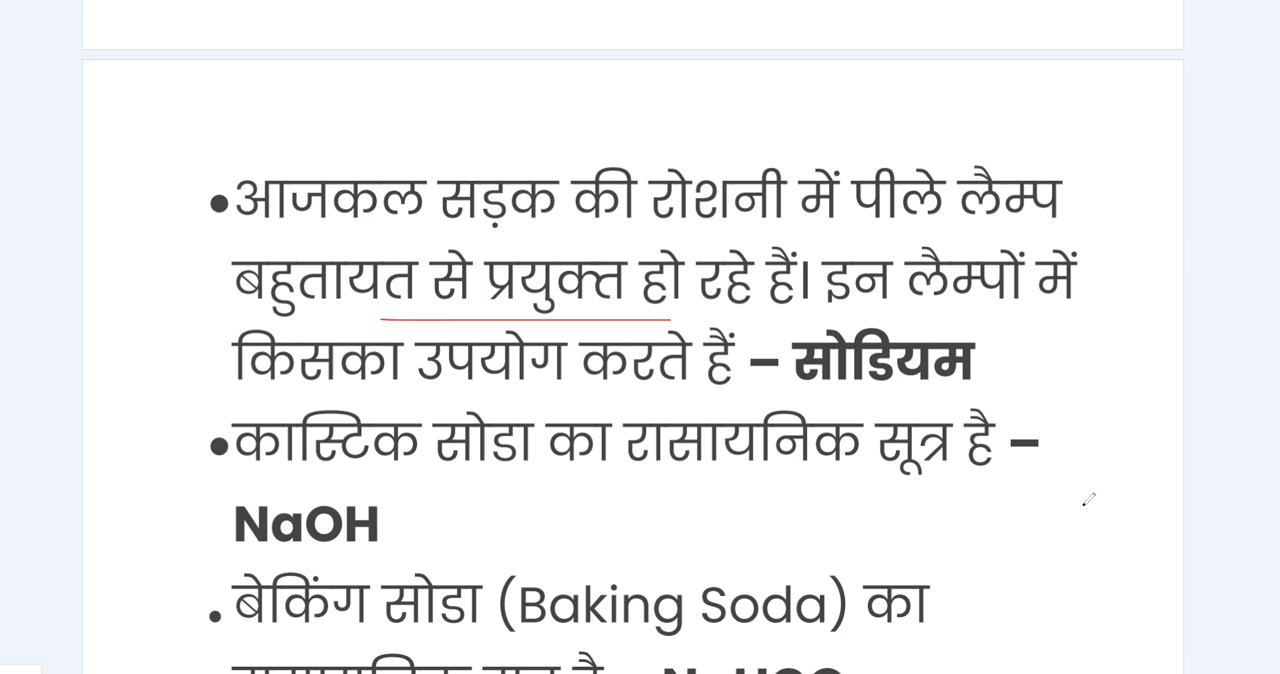 •आजकल सड़क की रोशनी में पीले लैम्प
बहुतायत से प्रयुक्त हो रहे हैं। इन लैम्पों में
किसका उपयोग करते हैं – सोडियम
•कास्टिक सोडा का रासायनिक सूत्र है –
NaOH
• बेकिंग सोडा (Baking Soda) का